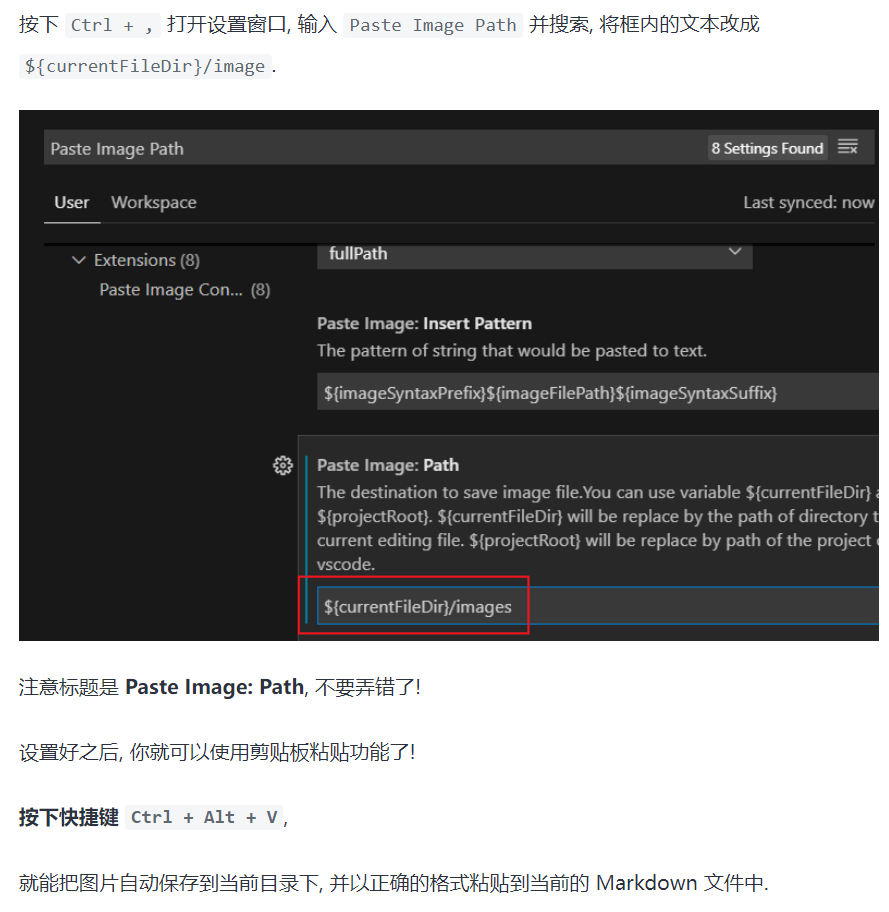 按下 Ctrl + , 打开设置窗口, 输入 Paste Image Path 并搜索, 将框内的文本改成
${currentFileDir}/image.
Paste Image Path
8 Settings Found
User Workspace
Last synced: now
Extensions (8)
fullPath
Paste Image Con... (8)
Paste Image: Insert Pattern
The pattern of string that would be pasted to text.
${imageSyntaxPrefix}${imageFilePath}${imageSyntaxSuffix}
Paste Image: Path
The destination to save image file.You can use variable ${currentFileDir} a
${projectRoot}. ${currentFileDir} will be replace by the path of directory t
current editing file. ${projectRoot} will be replace by path of the project
vscode.
${currentFileDir}/images
注意标题是 Paste Image: Path, 不要弄错了!
设置好之后, 你就可以使用剪贴板粘贴功能了!
按下快捷键 Ctrl + Alt + V,
就能把图片自动保存到当前目录下, 并以正确的格式粘贴到当前的 Markdown 文件中.